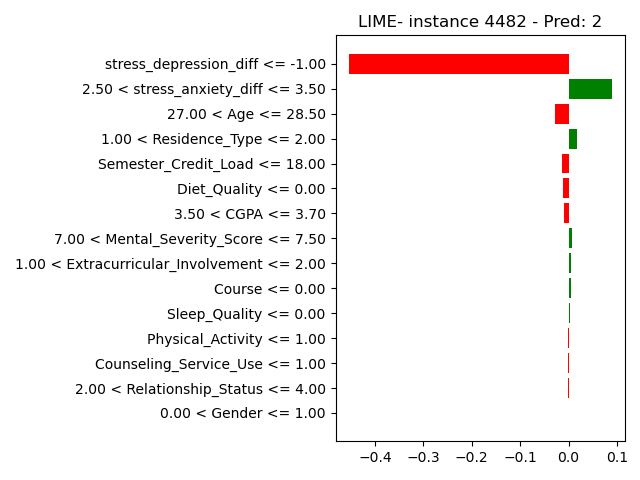 LIME- instance 4482 - Pred: 2
stress_depression_diff <= -1.00
2.50 < stress_anxiety_diff <= 3.50
27.00 < Age <= 28.50
1.00 < Residence_Type <= 2.00
Semester_Credit_Load <= 18.00
Diet_Quality <= 0.00
3.50 < CGPA <= 3.70
7.00 < Mental_Severity_Score <= 7.50
1.00 < Extracurricular_Involvement <= 2.00
Course <= 0.00
Sleep_Quality <= 0.00
Physical_Activity <= 1.00
Counseling_Service_Use <= 1.00
2.00 < Relationship_Status <= 4.00
0.00 < Gender <= 1.00
−0.4 −0.3 −0.2 −0.1 0.0 0.1